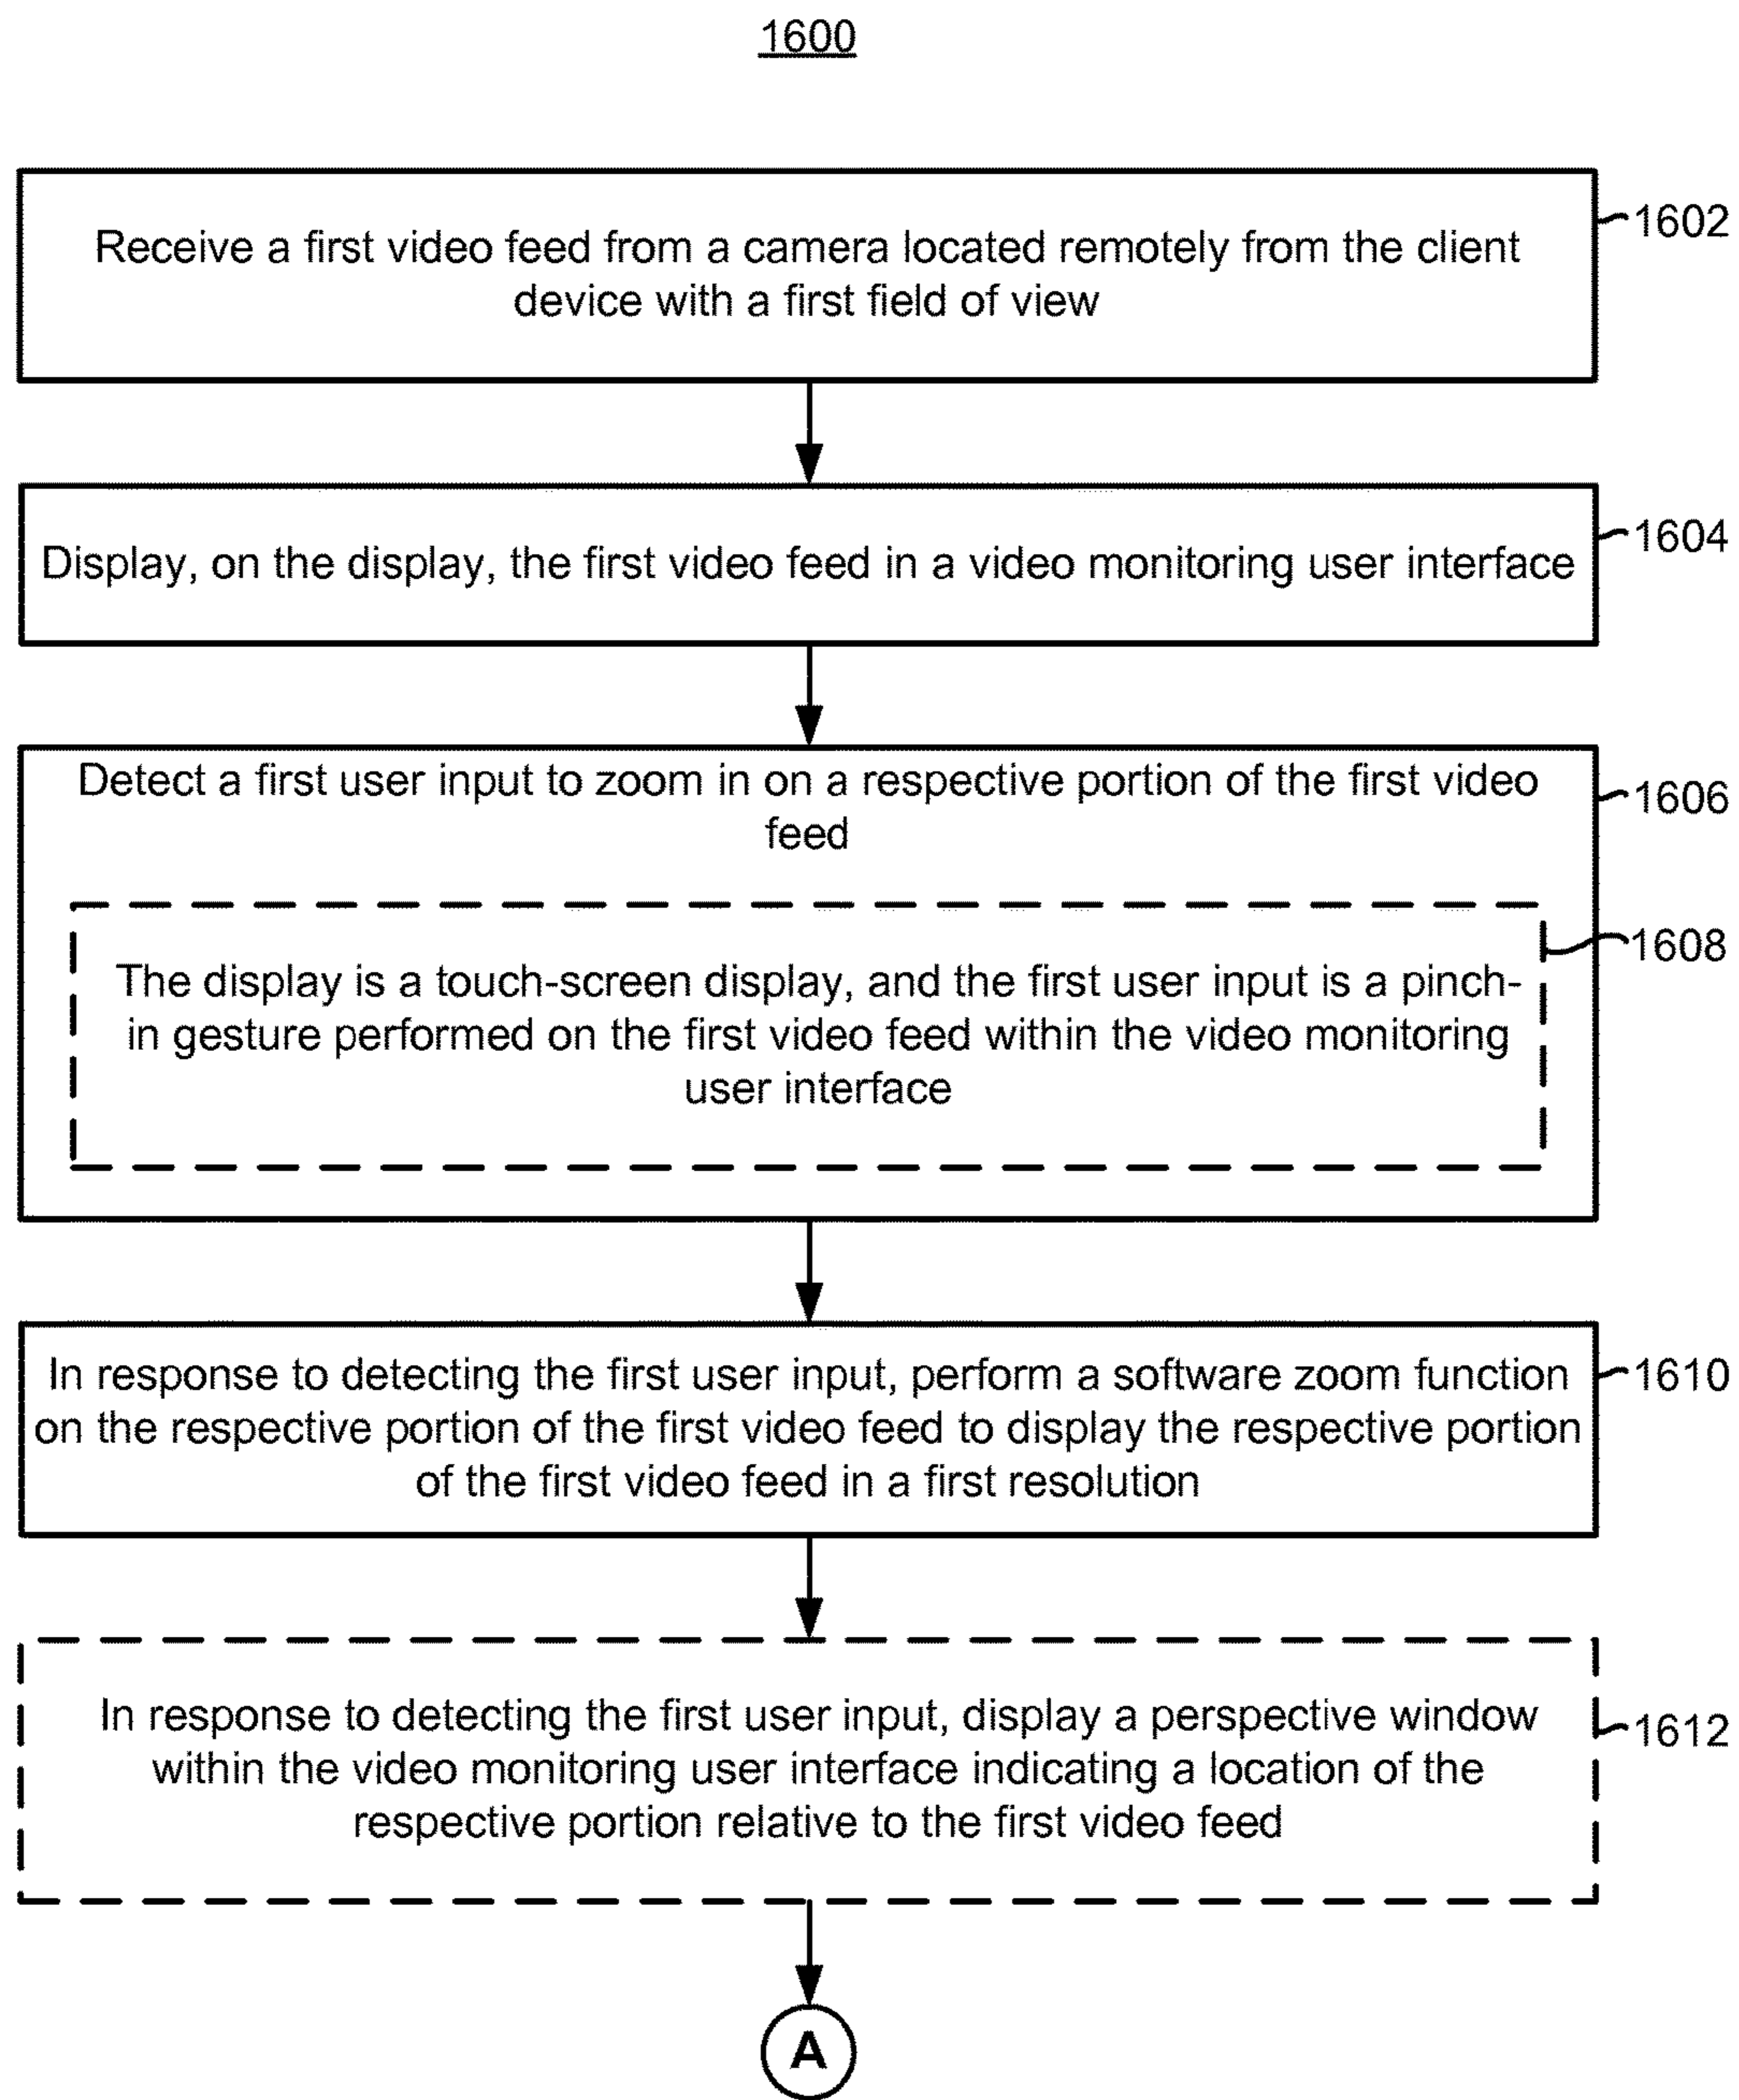 1600
Receive a first video feed from a camera located remotely from the client
device with a first field of view
1602
Display, on the display, the first video feed in a video monitoring user interface
1604
Detect a first user input to zoom in on a respective portion of the first video
feed
1606
The display is a touch-screen display, and the first user input is a pinch-
in gesture performed on the first video feed within the video monitoring
user interface
1608
In response to detecting the first user input, perform a software zoom function
on the respective portion of the first video feed to display the respective portion
of the first video feed in a first resolution
1610
In response to detecting the first user input, display a perspective window
within the video monitoring user interface indicating a location of the
respective portion relative to the first video feed
1612
A